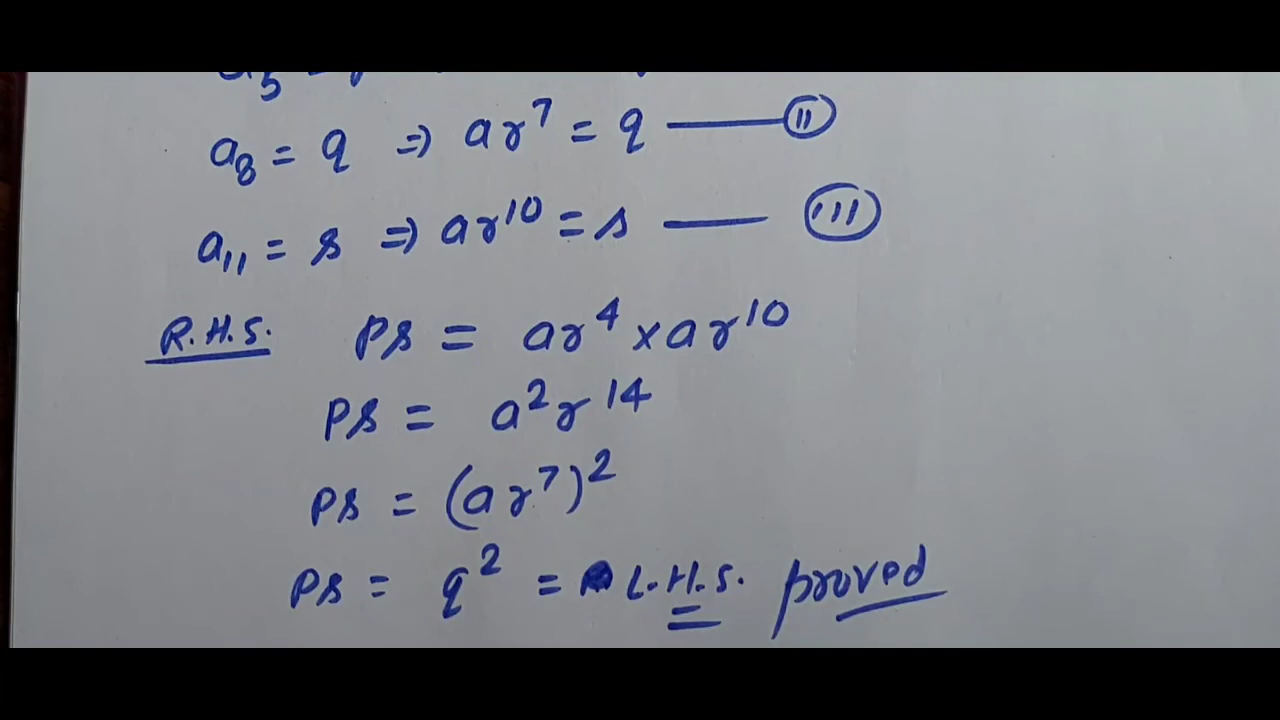 a₈ = q ⇒ ar⁷ = q —— (ii)
a₁₁ = s ⇒ ar¹⁰ = s —— (iii)
R.H.S. ps = ar⁴ × ar¹⁰
ps = a²r¹⁴
ps = (ar⁷)²
ps = q² = L.H.S. proved